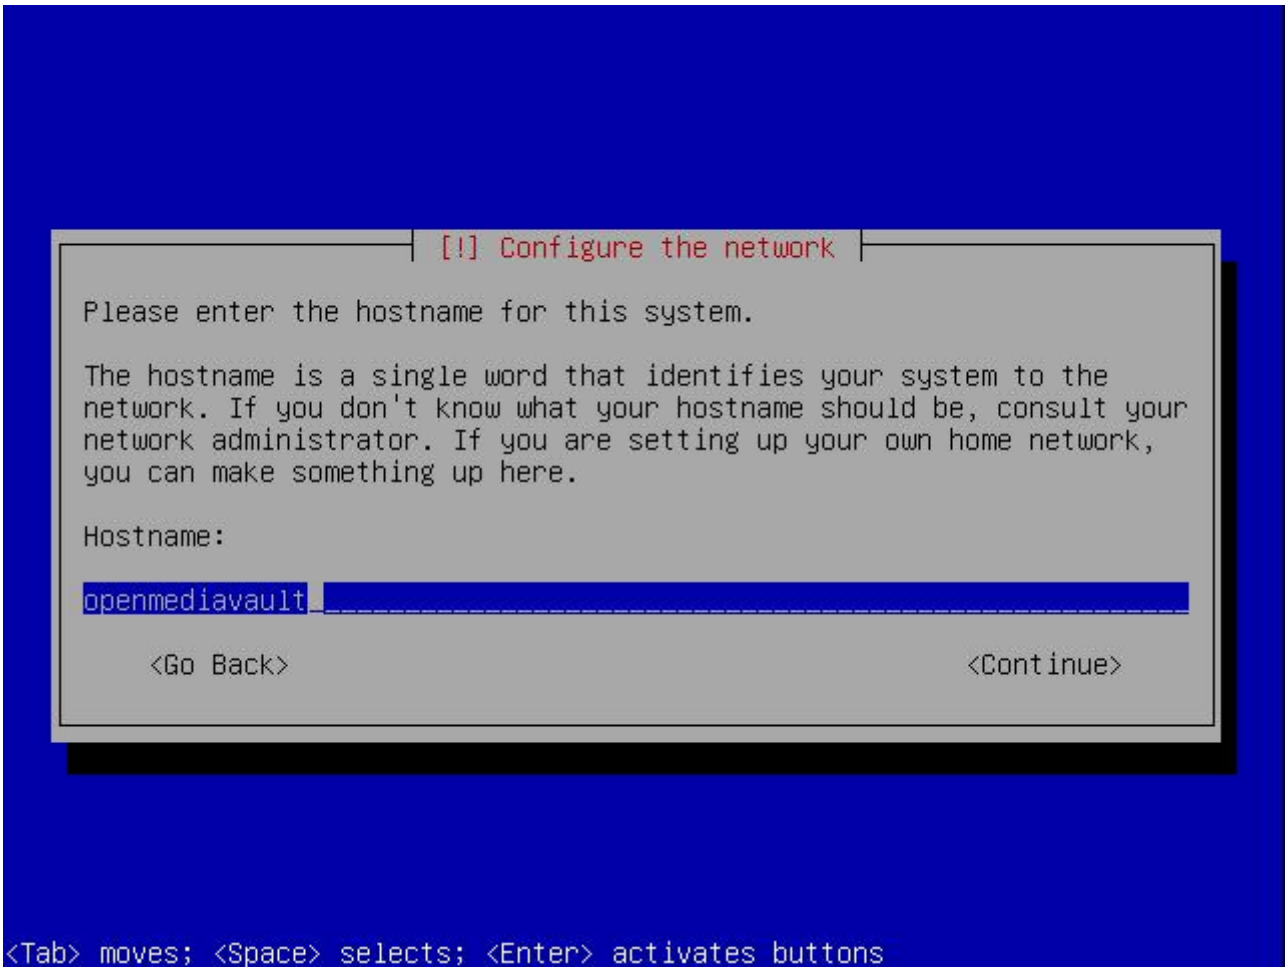 [!] Configure the network
Please enter the hostname for this system.
The hostname is a single word that identifies your system to the
network. If you don't know what your hostname should be, consult your
network administrator. If you are setting up your own home network,
you can make something up here.
Hostname:
openmediavault
<Go Back> <Continue>
<Tab> moves; <Space> selects; <Enter> activates buttons